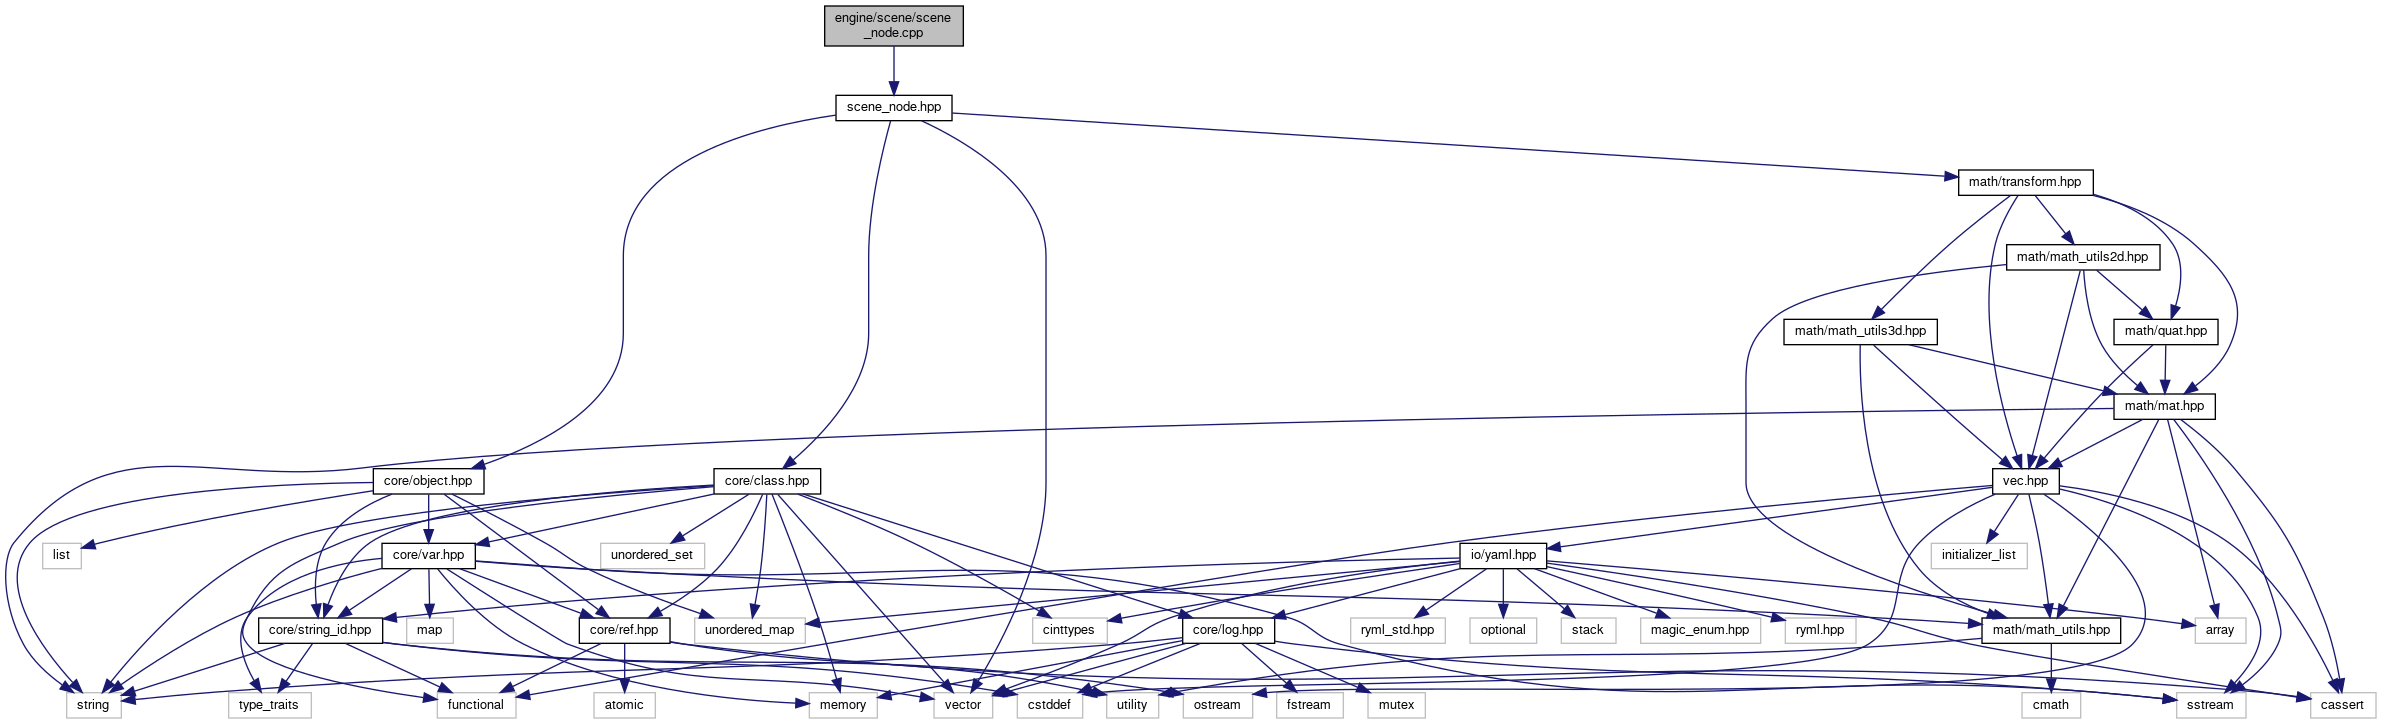 engine/scene/scene
_node.cpp
scene_node.hpp
math/transform.hpp
math/math_utils2d.hpp
math/math_utils3d.hpp
math/quat.hpp
math/mat.hpp
core/object.hpp
core/class.hpp
vec.hpp
list
core/var.hpp
unordered_set
io/yaml.hpp
initializer_list
core/string_id.hpp
map
core/ref.hpp
unordered_map
cinttypes
core/log.hpp
ryml_std.hpp
optional
stack
magic_enum.hpp
ryml.hpp
math/math_utils.hpp
array
string
type_traits
functional
atomic
memory
vector
cstddef
utility
ostream
fstream
mutex
cmath
sstream
cassert